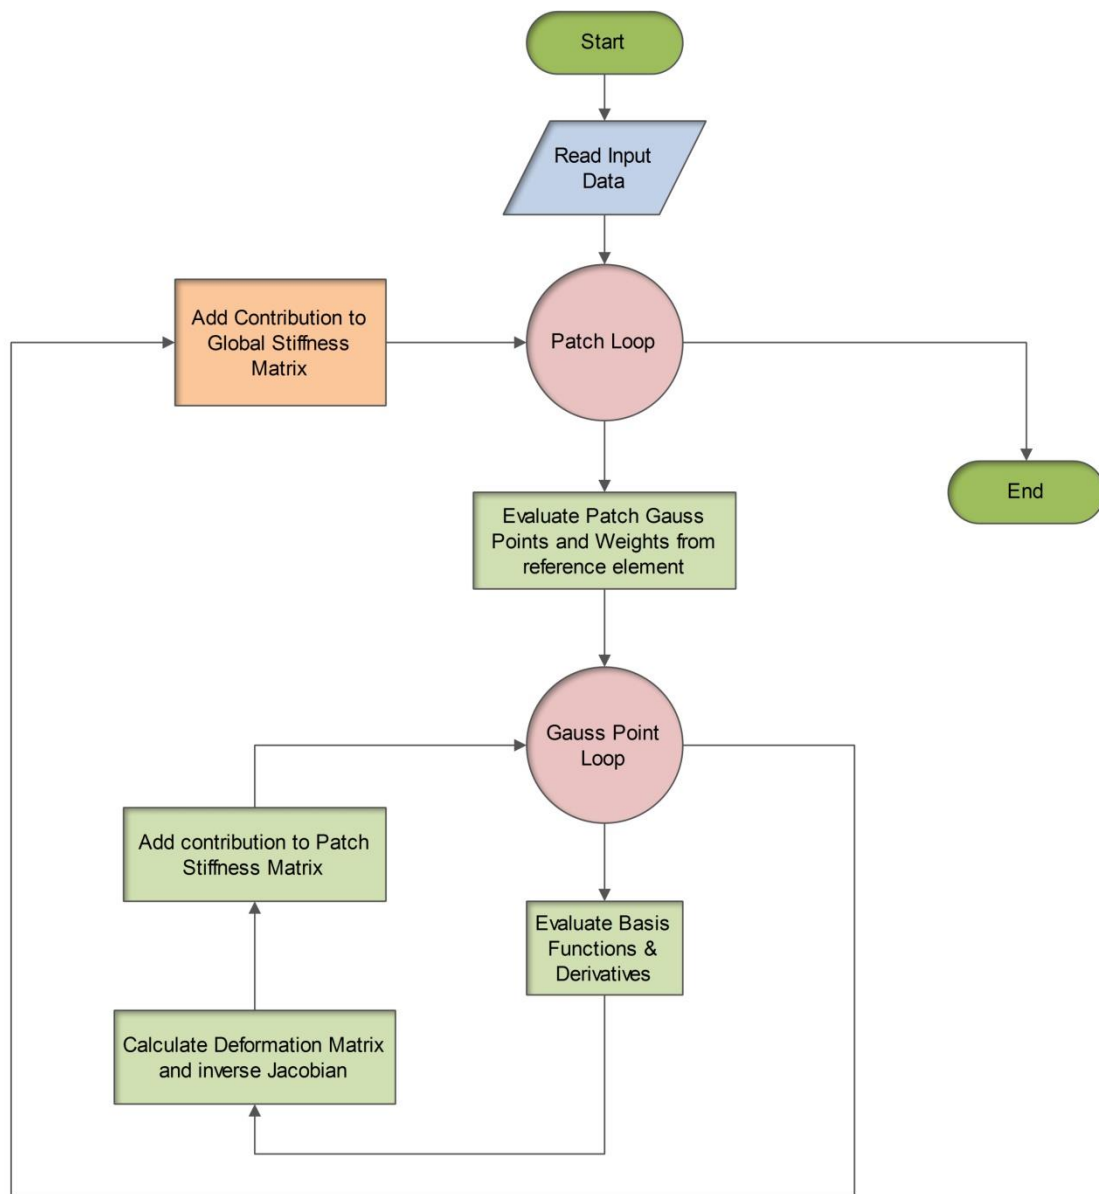 Start
Read Input
Data
Add Contribution to
Global Stiffness
Matrix
Patch Loop
End
Evaluate Patch Gauss
Points and Weights from
reference element
Gauss Point
Loop
Add contribution to Patch
Stiffness Matrix
Evaluate Basis
Functions &
Derivatives
Calculate Deformation Matrix
and inverse Jacobian